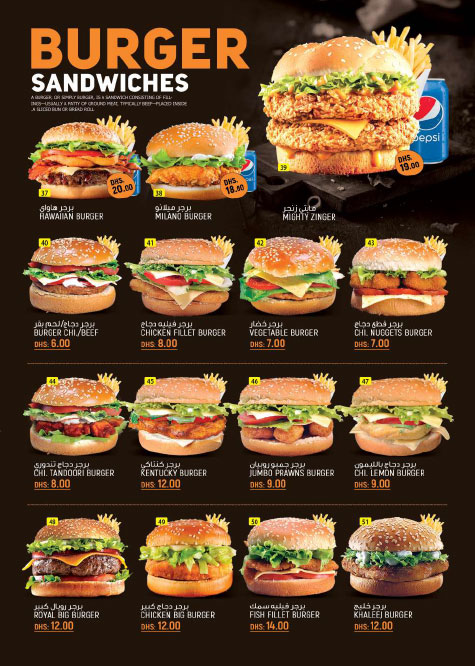 BURGER
SANDWICHES
A BURGER, OR SIMPLY BURGER, IS A SANDWICH CONSISTING OF FILL-
INGS—USUALLY A PATTY OF GROUND MEAT, TYPICALLY BEEF—PLACED INSIDE
.A SLICED BUN OR BREAD ROLL
pepsi
37
DHS.
20.00
برجر هاواي
HAWAIIAN BURGER
38
DHS.
18.00
برجر ميلانو
MILANO BURGER
39
DHS.
19.00
مايتي زنجر
MIGHTY ZINGER
40
برجر دجاج/لحم بقر
BURGER CHI./BEEF
DHS: 6.00
41
برجر فيليه دجاج
CHICKEN FILLET BURGER
DHS: 8.00
42
برجر خضار
VEGETABLE BURGER
DHS: 7.00
43
برجر قطع دجاج
CHI. NUGGETS BURGER
DHS: 7.00
44
برجر دجاج تندوري
CHI. TANDOORI BURGER
DHS: 8.00
45
برجر كنتاكي
KENTUCKY BURGER
DHS: 12.00
46
برجر جمبو روبيان
JUMBO PRAWNS BURGER
DHS: 9.00
47
برجر دجاج بالليمون
CHI. LEMON BURGER
DHS: 9.00
48
برجر رويال كبير
ROYAL BIG BURGER
DHS: 12.00
49
برجر دجاج كبير
CHICKEN BIG BURGER
DHS: 12.00
50
برجر فيليه سمك
FISH FILLET BURGER
DHS: 14.00
51
برجر خليج
KHALEEJ BURGER
DHS: 12.00